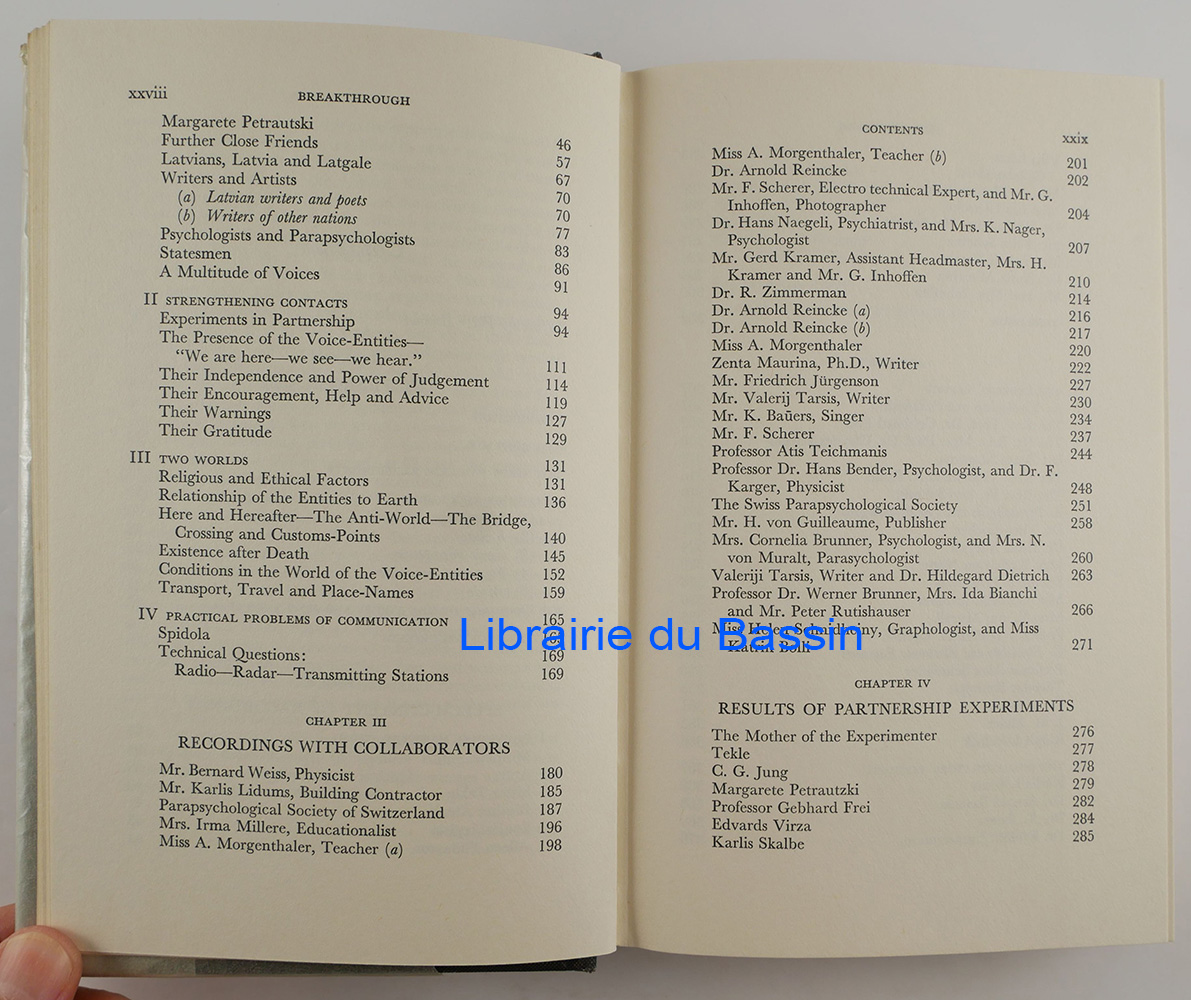 xxviii BREAKTHROUGH
Margarete Petrautski 46
Further Close Friends 57
Latvians, Latvia and Latgale 67
Writers and Artists 70
(a) Latvian writers and poets 70
(b) Writers of other nations 77
Psychologists and Parapsychologists 83
Statesmen 86
A Multitude of Voices 91
II STRENGTHENING CONTACTS 94
Experiments in Partnership 94
The Presence of the Voice-Entities—
“We are here—we see—we hear.” 111
Their Independence and Power of Judgement 114
Their Encouragement, Help and Advice 119
Their Warnings 127
Their Gratitude 129
III TWO WORLDS 131
Religious and Ethical Factors 131
Relationship of the Entities to Earth 136
Here and Hereafter—The Anti-World—The Bridge,
Crossing and Customs-Points 140
Existence after Death 145
Conditions in the World of the Voice-Entities 152
Transport, Travel and Place-Names 159
IV PRACTICAL PROBLEMS OF COMMUNICATION 165
Spidola
Technical Questions: 169
Radio—Radar—Transmitting Stations 169
CHAPTER III
RECORDINGS WITH COLLABORATORS
Mr. Bernard Weiss, Physicist 180
Mr. Karlis Lidums, Building Contractor 185
Parapsychological Society of Switzerland 187
Mrs. Irma Millere, Educationalist 196
Miss A. Morgenthaler, Teacher (a) 198
CONTENTS xxix
Miss A. Morgenthaler, Teacher (b) 201
Dr. Arnold Reincke 202
Mr. F. Scherer, Electro technical Expert, and Mr. G.
Inhoffen, Photographer 204
Dr. Hans Naegeli, Psychiatrist, and Mrs. K. Nager,
Psychologist 207
Mr. Gerd Kramer, Assistant Headmaster, Mrs. H.
Kramer and Mr. G. Inhoffen 210
Dr. R. Zimmerman 214
Dr. Arnold Reincke (a) 216
Dr. Arnold Reincke (b) 217
Miss A. Morgenthaler 220
Zenta Maurina, Ph.D., Writer 222
Mr. Friedrich Jürgenson 227
Mr. Valerij Tarsis, Writer 230
Mr. K. Baūers, Singer 234
Mr. F. Scherer 237
Professor Atis Teichmanis 244
Professor Dr. Hans Bender, Psychologist, and Dr. F.
Karger, Physicist 248
The Swiss Parapsychological Society 251
Mr. H. von Guilleaume, Publisher 258
Mrs. Cornelia Brunner, Psychologist, and Mrs. N.
von Muralt, Parasychologist 260
Valeriji Tarsis, Writer and Dr. Hildegard Dietrich 263
Professor Dr. Werner Brunner, Mrs. Ida Bianchi
and Mr. Peter Rutishauser 266
Miss Helen Schmidheiny, Graphologist, and Miss
Katrin Bolli 271
CHAPTER IV
RESULTS OF PARTNERSHIP EXPERIMENTS
The Mother of the Experimenter 276
Tekle 277
C. G. Jung 278
Margarete Petrautzki 279
Professor Gebhard Frei 282
Edvards Virza 284
Karlis Skalbe 285
Librairie du Bassin